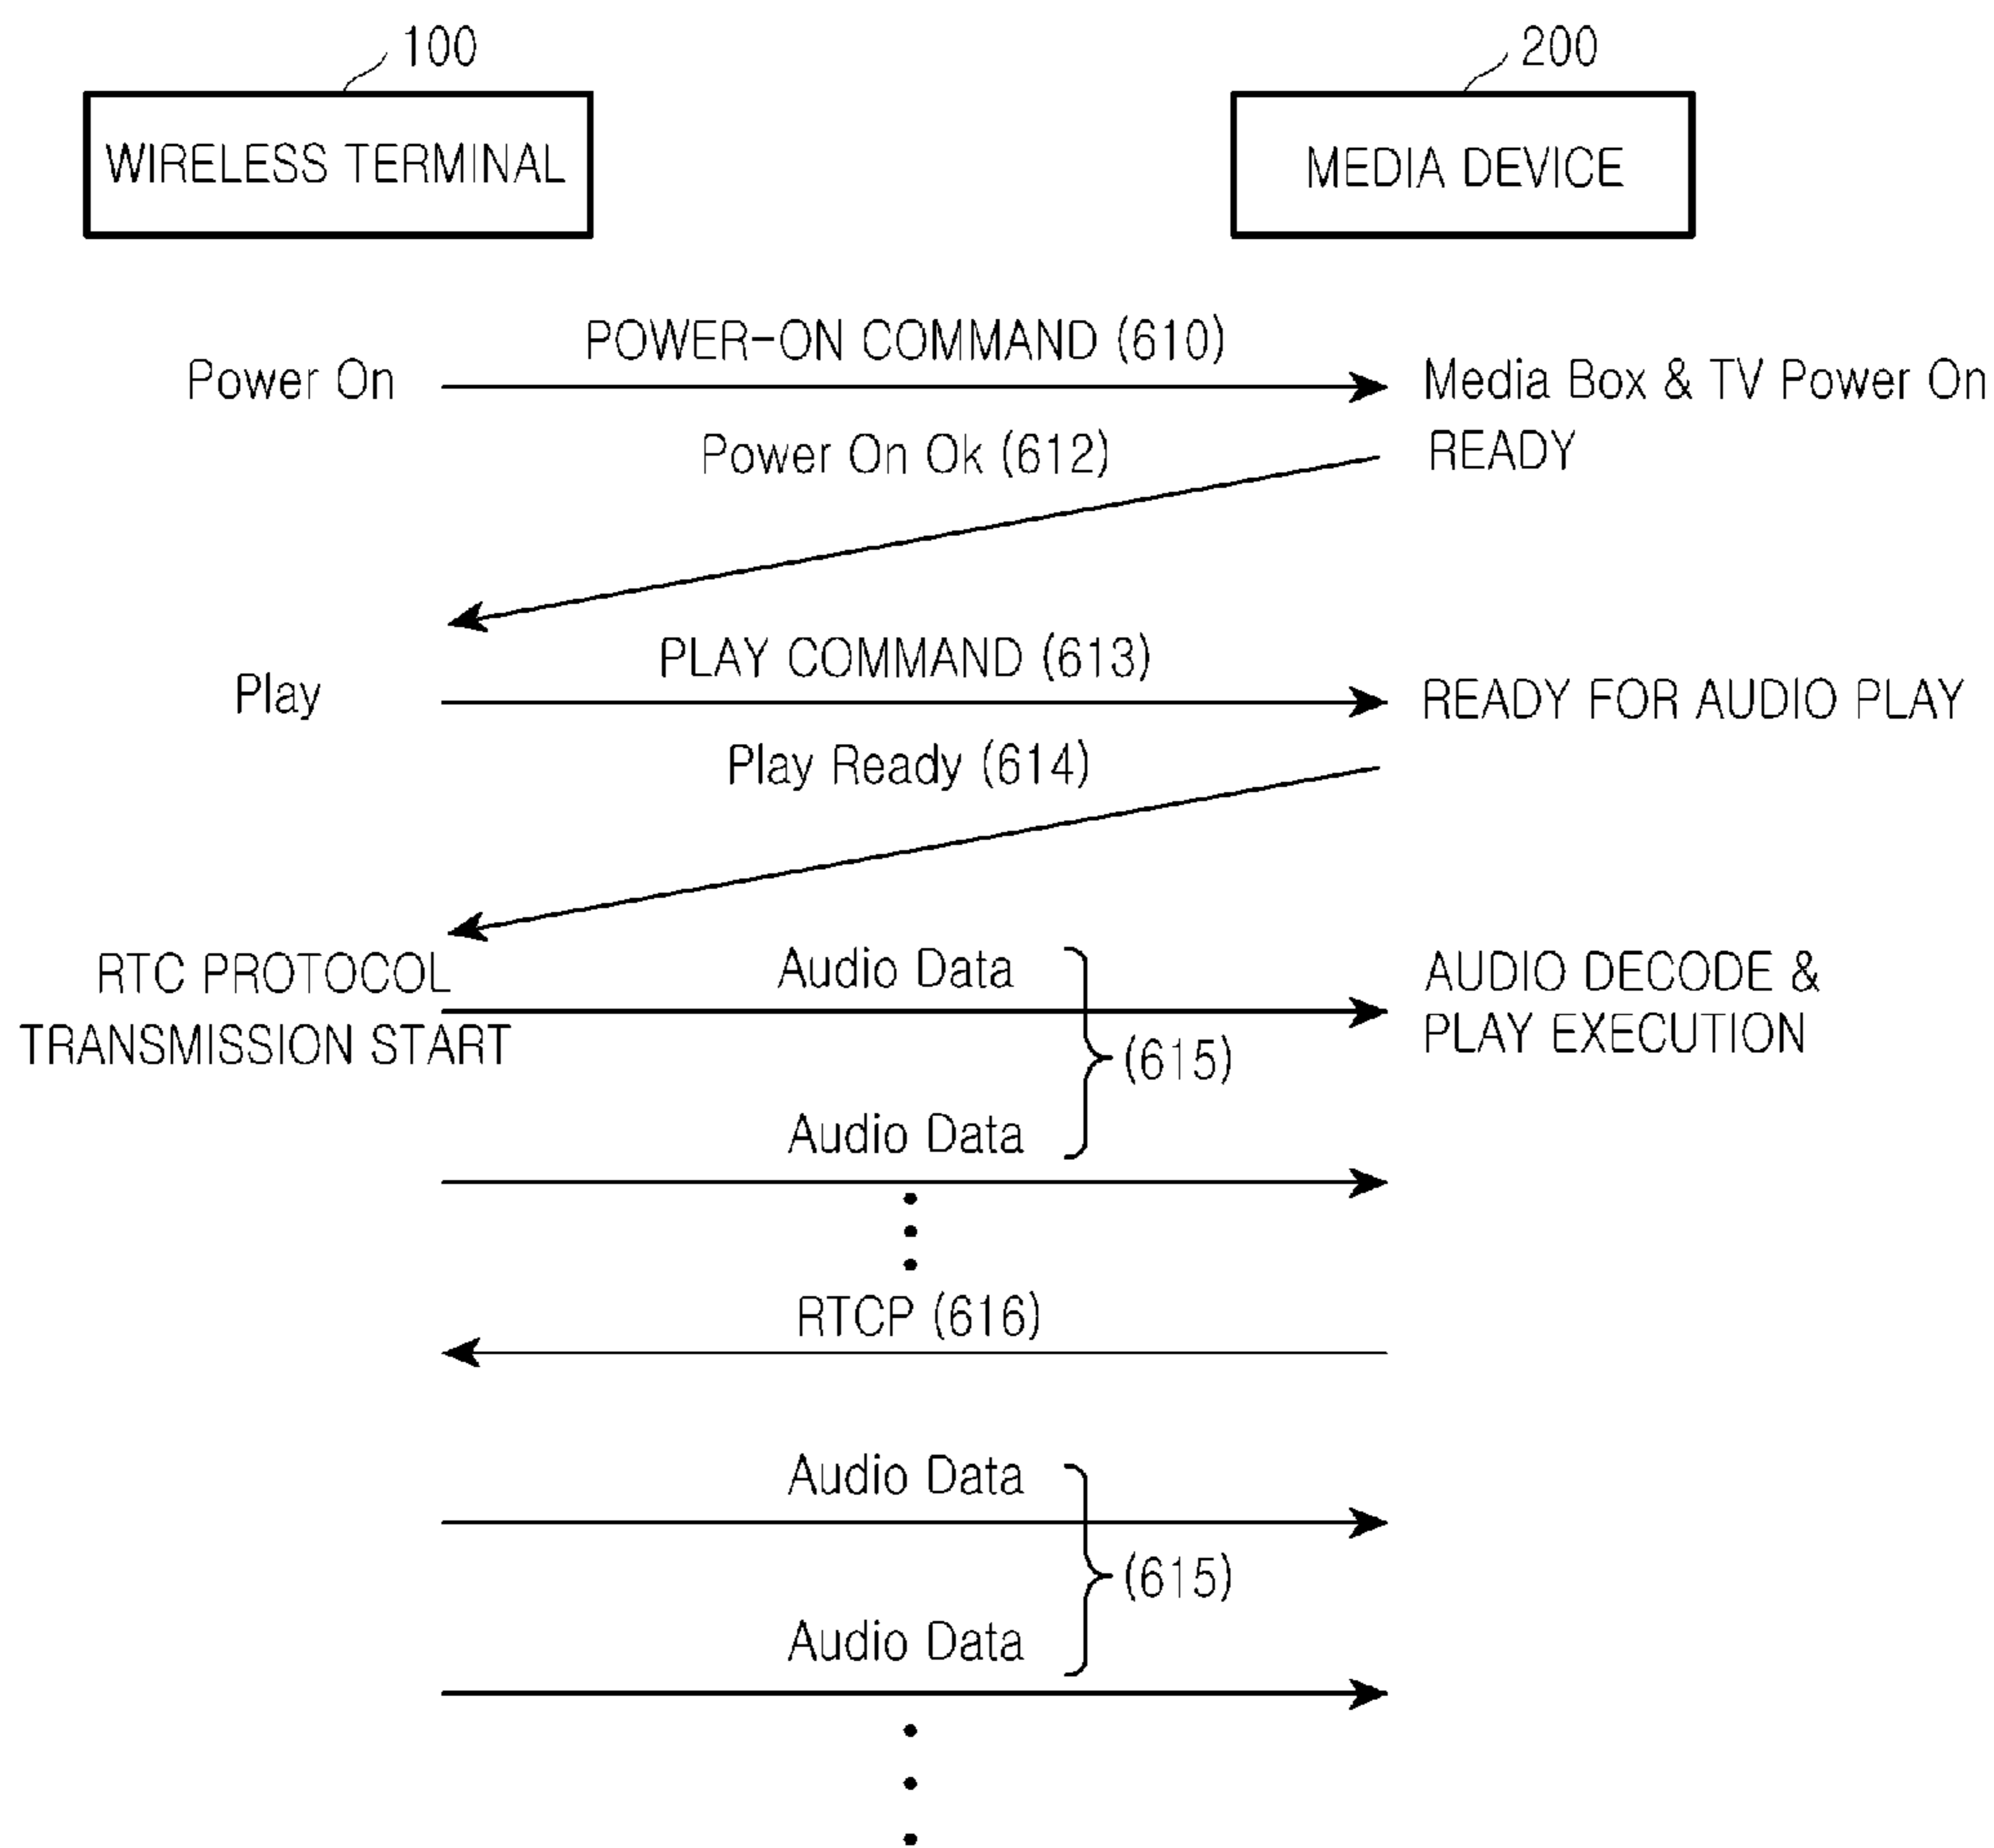 100
200
WIRELESS TERMINAL
MEDIA DEVICE
POWER-ON COMMAND (610)
Power On
Media Box & TV Power On
READY
Power On Ok (612)
PLAY COMMAND (613)
Play
READY FOR AUDIO PLAY
Play Ready (614)
RTC PROTOCOL
TRANSMISSION START
Audio Data
AUDIO DECODE &
PLAY EXECUTION
(615)
Audio Data
RTCP (616)
Audio Data
(615)
Audio Data